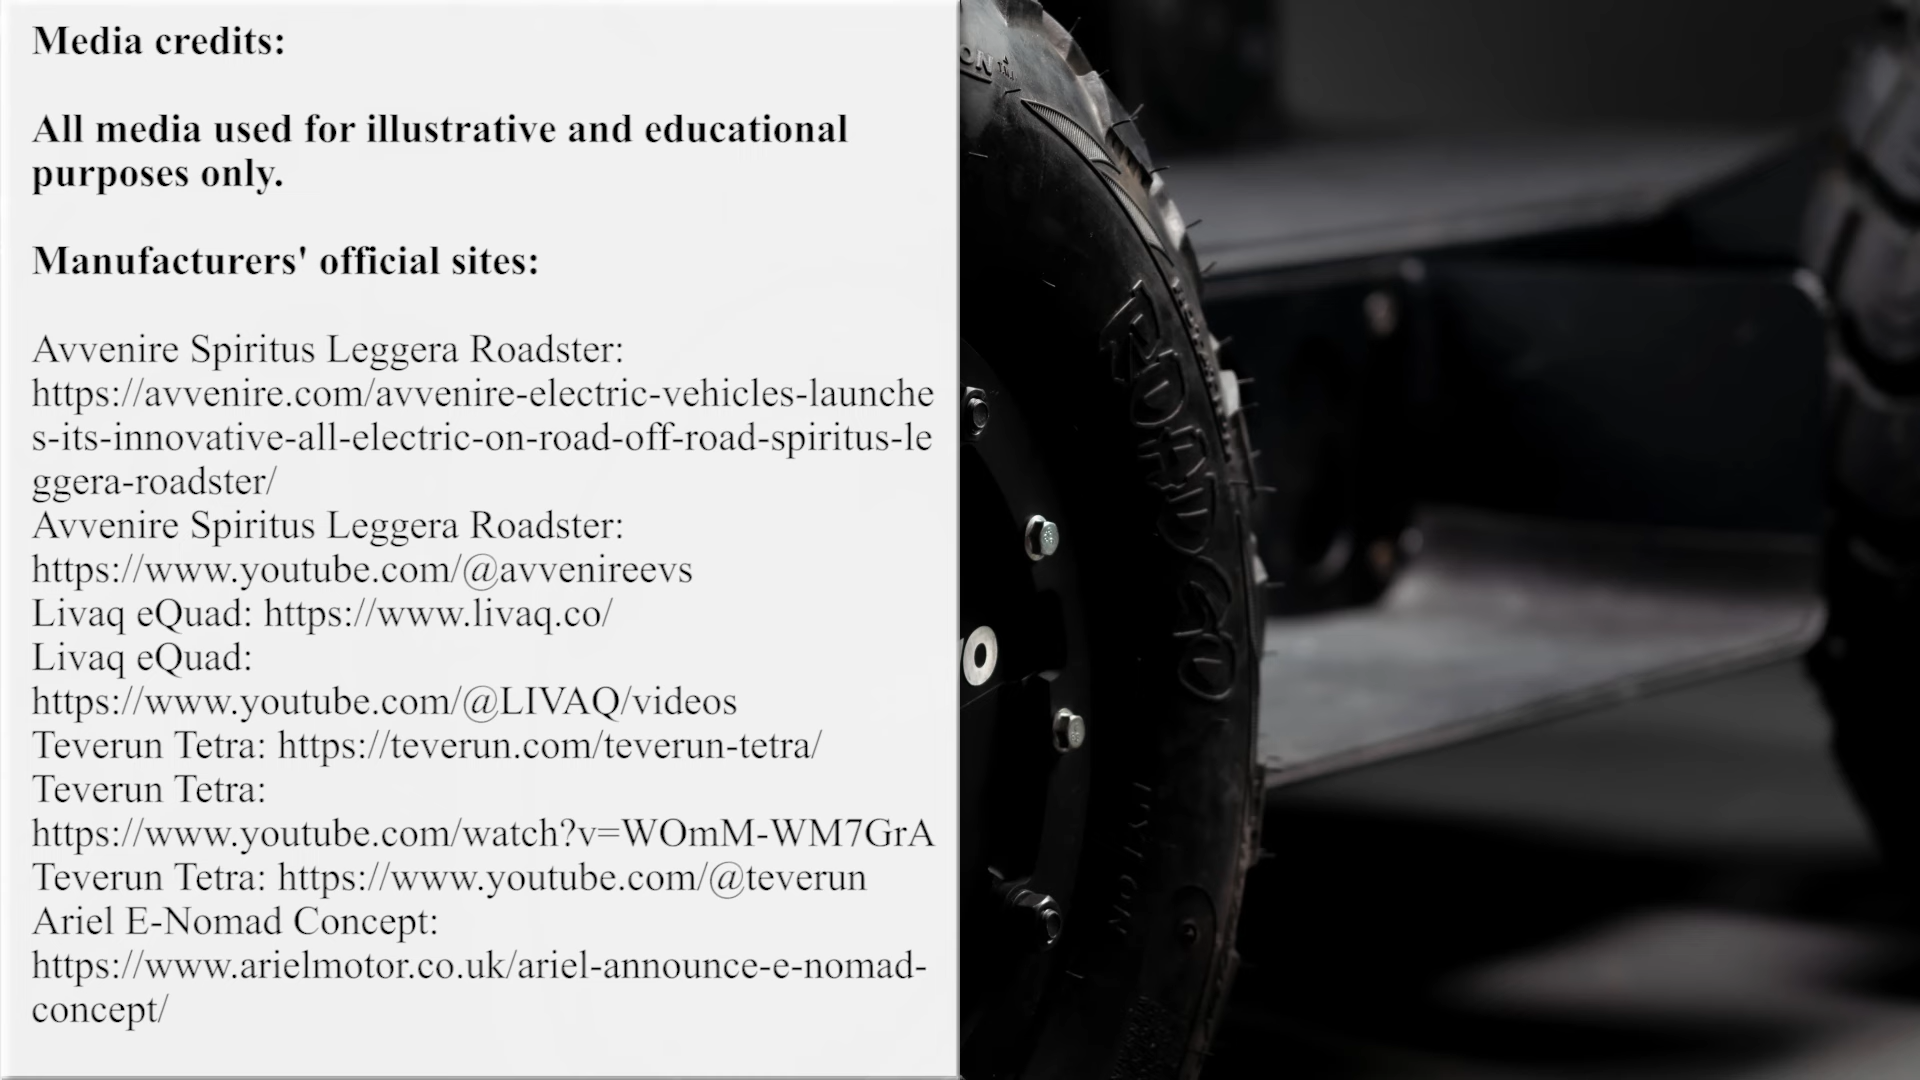 Media credits:
All media used for illustrative and educational
purposes only.
Manufacturers' official sites:
Avvenire Spiritus Leggera Roadster:
https://avvenire.com/avvenire-electric-vehicles-launche
s-its-innovative-all-electric-on-road-off-road-spiritus-le
ggera-roadster/
Avvenire Spiritus Leggera Roadster:
https://www.youtube.com/@avvenireevs
Livaq eQuad: https://www.livaq.co/
Livaq eQuad:
https://www.youtube.com/@LIVAQ/videos
Teverun Tetra: https://teverun.com/teverun-tetra/
Teverun Tetra:
https://www.youtube.com/watch?v=WOmM-WM7GrA
Teverun Tetra: https://www.youtube.com/@teverun
Ariel E-Nomad Concept:
https://www.arielmotor.co.uk/ariel-announce-e-nomad-
concept/